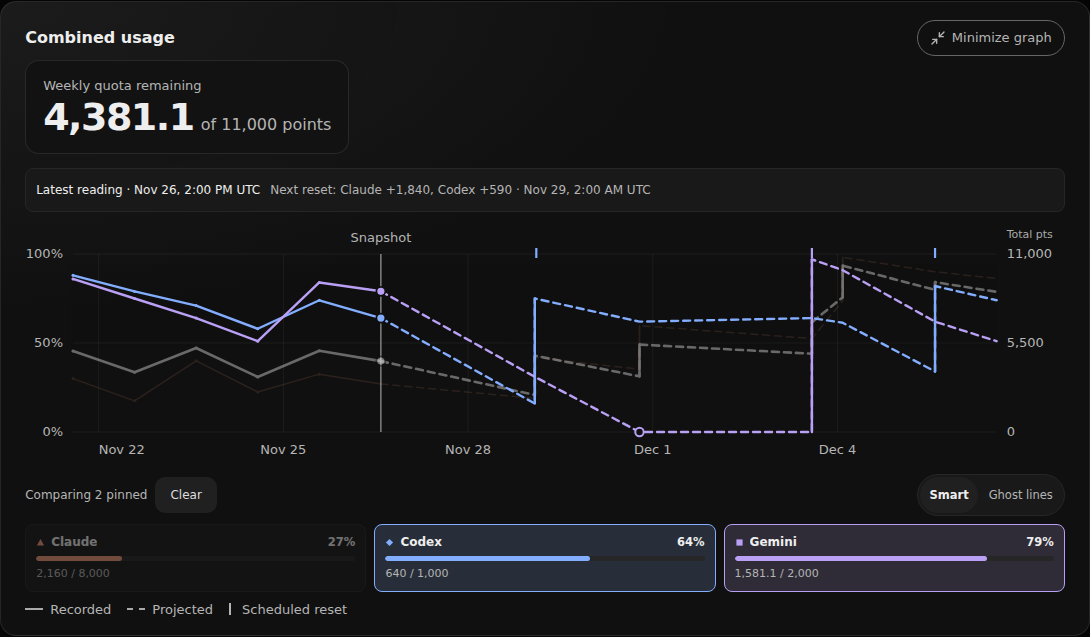 Combined usage
Minimize graph
Weekly quota remaining
4,381.1 of 11,000 points
Latest reading · Nov 26, 2:00 PM UTC Next reset: Claude +1,840, Codex +590 · Nov 29, 2:00 AM UTC
Snapshot
Total pts
100%
11,000
50%
5,500
0%
0
Nov 22
Nov 25
Nov 28
Dec 1
Dec 4
Comparing 2 pinned
Clear
Smart
Ghost lines
Claude
27%
2,160 / 8,000
Codex
64%
640 / 1,000
Gemini
79%
1,581.1 / 2,000
Recorded
Projected
Scheduled reset